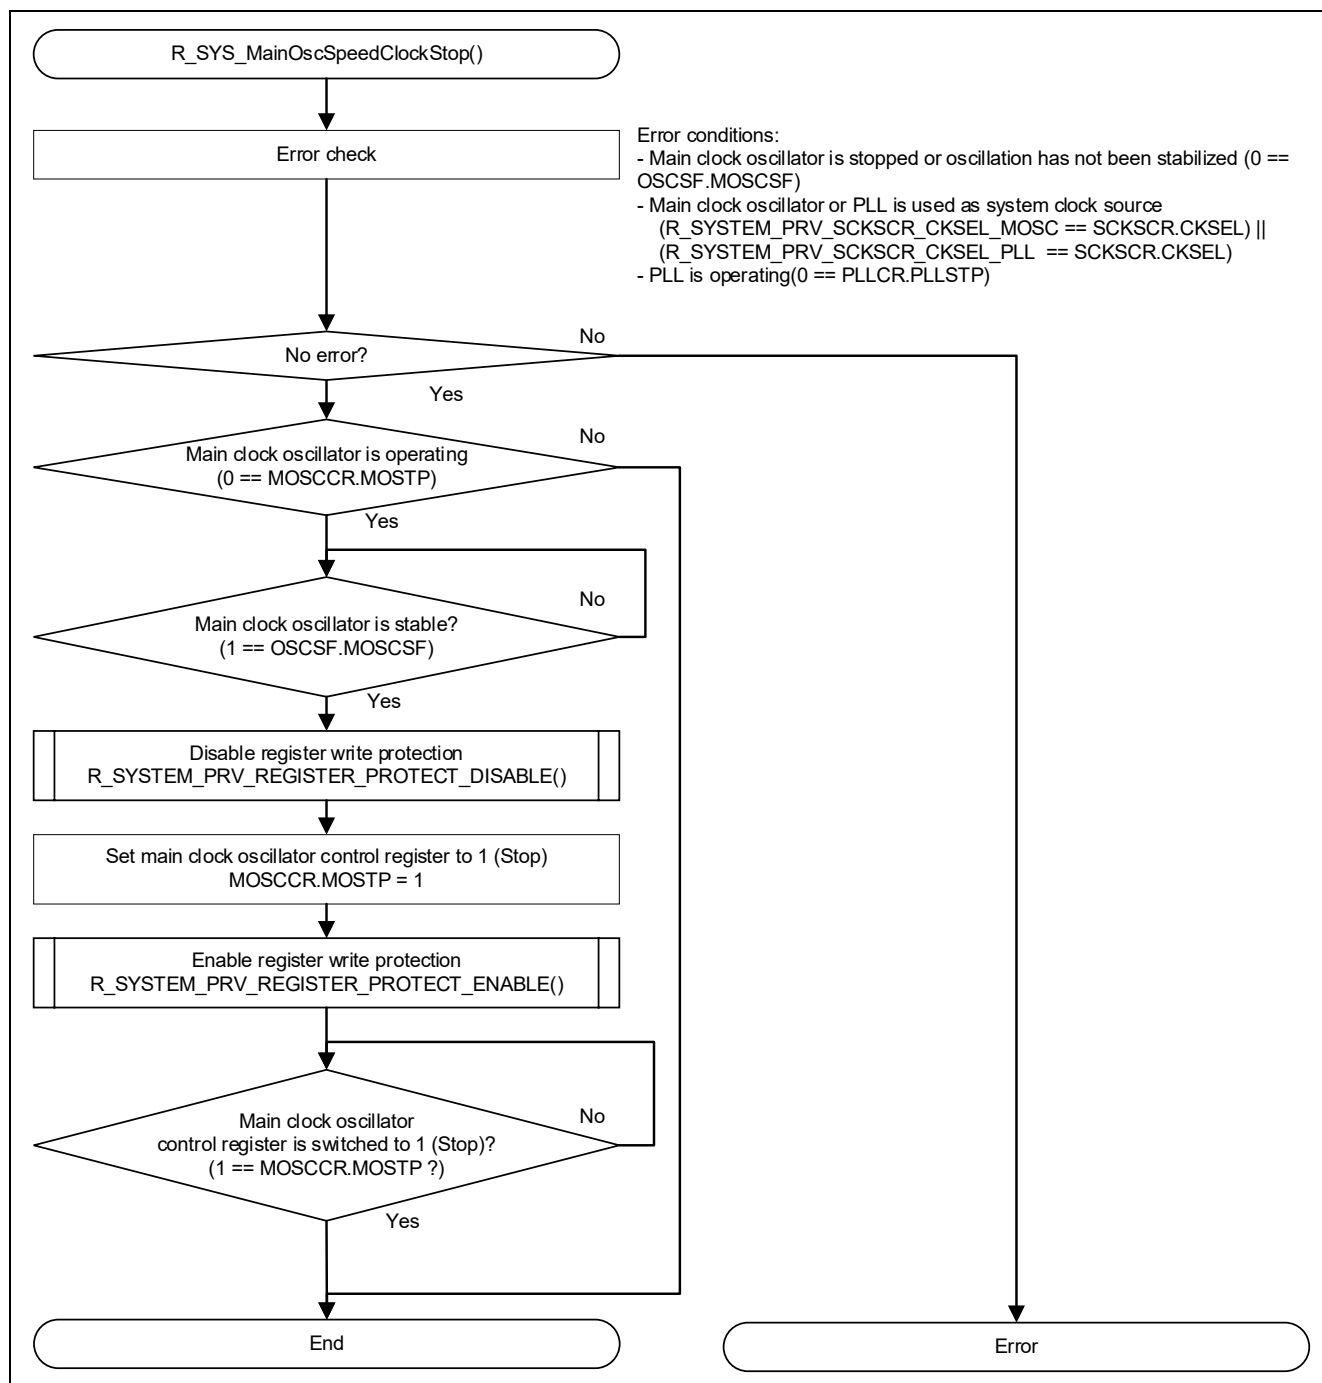 R_SYS_MainOscSpeedClockStop()
Error check
Error conditions:
- Main clock oscillator is stopped or oscillation has not been stabilized (0 ==
OSCSF.MOSCSF)
- Main clock oscillator or PLL is used as system clock source
(R_SYSTEM_PRV_SCKSCR_CKSEL_MOSC == SCKSCR.CKSEL) ||
(R_SYSTEM_PRV_SCKSCR_CKSEL_PLL == SCKSCR.CKSEL)
- PLL is operating(0 == PLLCR.PLLSTP)
No error?
No
Yes
Main clock oscillator is operating
(0 == MOSCCR.MOSTP)
No
Yes
Main clock oscillator is stable?
(1 == OSCSF.MOSCSF)
No
Yes
Disable register write protection
R_SYSTEM_PRV_REGISTER_PROTECT_DISABLE()
Set main clock oscillator control register to 1 (Stop)
MOSCCR.MOSTP = 1
Enable register write protection
R_SYSTEM_PRV_REGISTER_PROTECT_ENABLE()
Main clock oscillator
control register is switched to 1 (Stop)?
(1 == MOSCCR.MOSTP ?)
No
Yes
End
Error